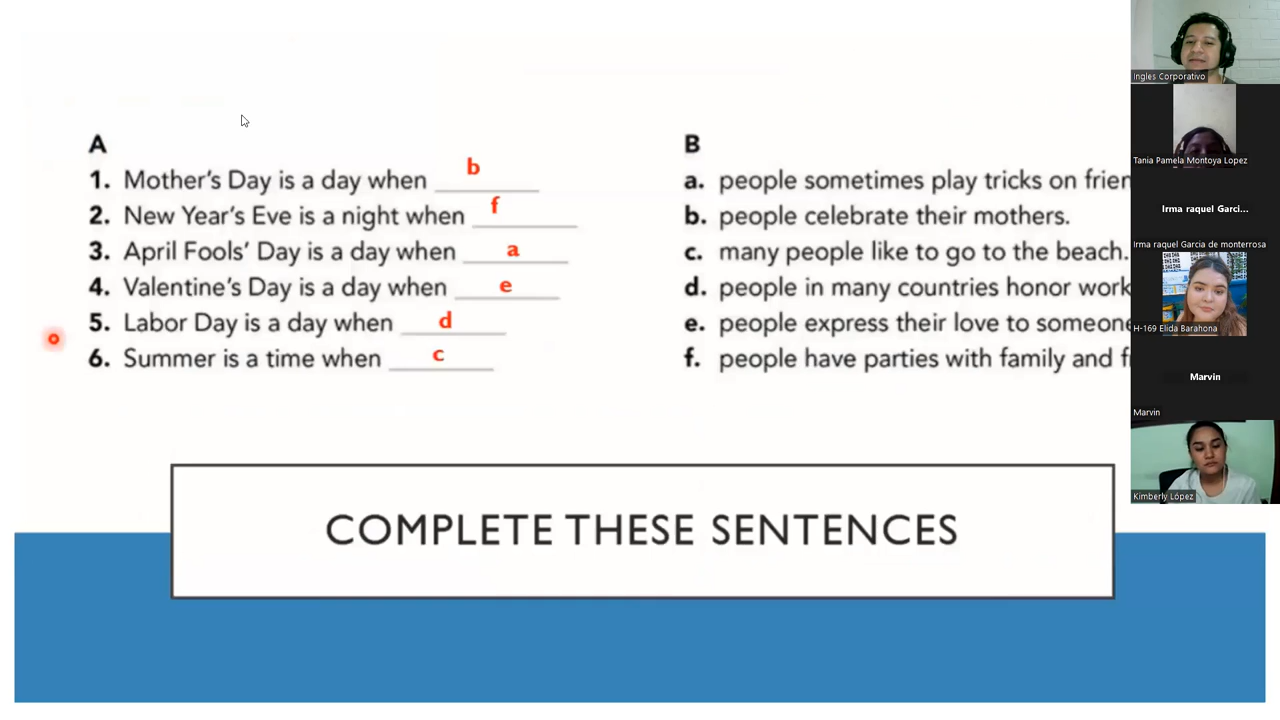 A
1. Mother's Day is a day when b
2. New Year's Eve is a night when f
3. April Fools' Day is a day when a
4. Valentine's Day is a day when e
5. Labor Day is a day when d
6. Summer is a time when c
B
a. people sometimes play tricks on
b. people celebrate their mothers.
c. many people like to go to the beach.
d. people in many countries honor
e. people express their love to someone
f. people have parties with family and
COMPLETE THESE SENTENCES
Ingles Corporativo
Tania Pamela Montoya Lopez
Irma raquel Garci...
Irma raquel Garcia de monterrosa
H-169 Elida Barahona
Marvin
Marvin
Kimberly López